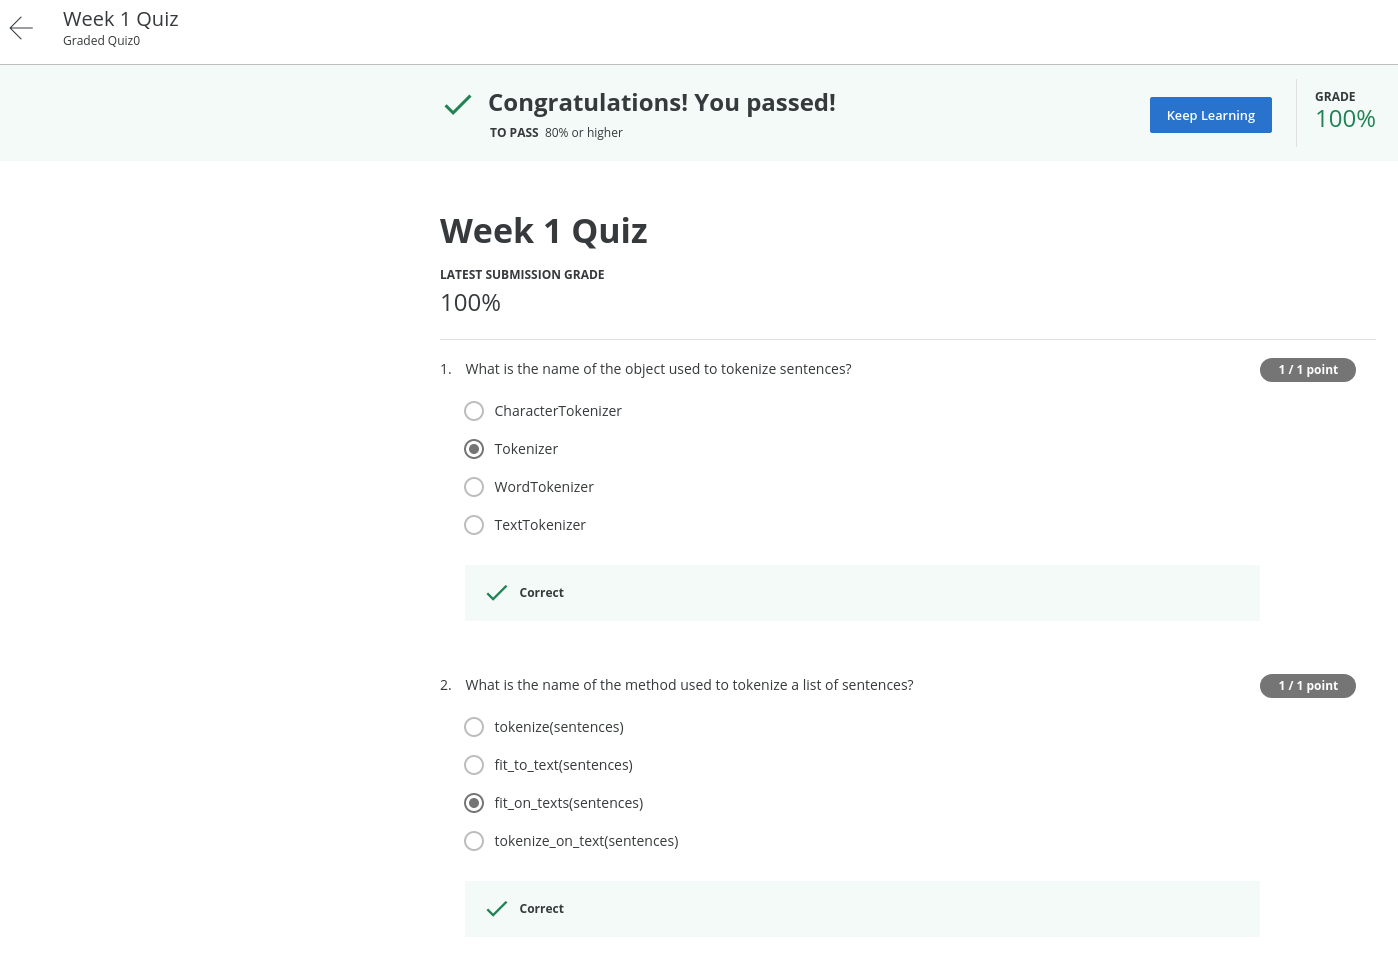 Week 1 Quiz
Graded Quiz0
Congratulations! You passed!
TO PASS 80% or higher
Keep Learning
GRADE
100%
Week 1 Quiz
LATEST SUBMISSION GRADE
100%
1. What is the name of the object used to tokenize sentences?
1 / 1 point
CharacterTokenizer
Tokenizer
WordTokenizer
TextTokenizer
Correct
2. What is the name of the method used to tokenize a list of sentences?
1 / 1 point
tokenize(sentences)
fit_to_text(sentences)
fit_on_texts(sentences)
tokenize_on_text(sentences)
Correct